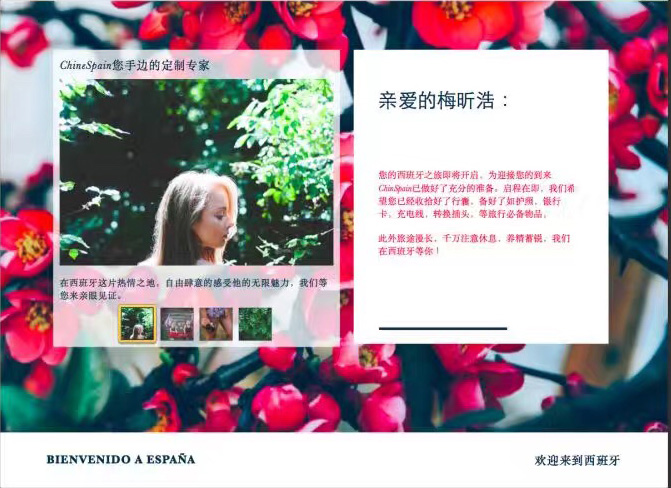 ChineSpain您手边的定制专家
在西班牙这片热情之地，自由肆意的感受他的无限魅力，我们等
您来亲眼见证。
亲爱的梅昕浩：
您的西班牙之旅即将开启，为迎接您的到来
ChinSpain已做好了充分的准备。启程在即，我们希
望您已经收拾好了行囊，备好了如护照、银行
卡、充电线、转换插头，等旅行必备物品。
此外旅途漫长，千万注意休息，养精蓄锐，我们
在西班牙等你！
BIENVENIDO A ESPAÑA
欢迎来到西班牙